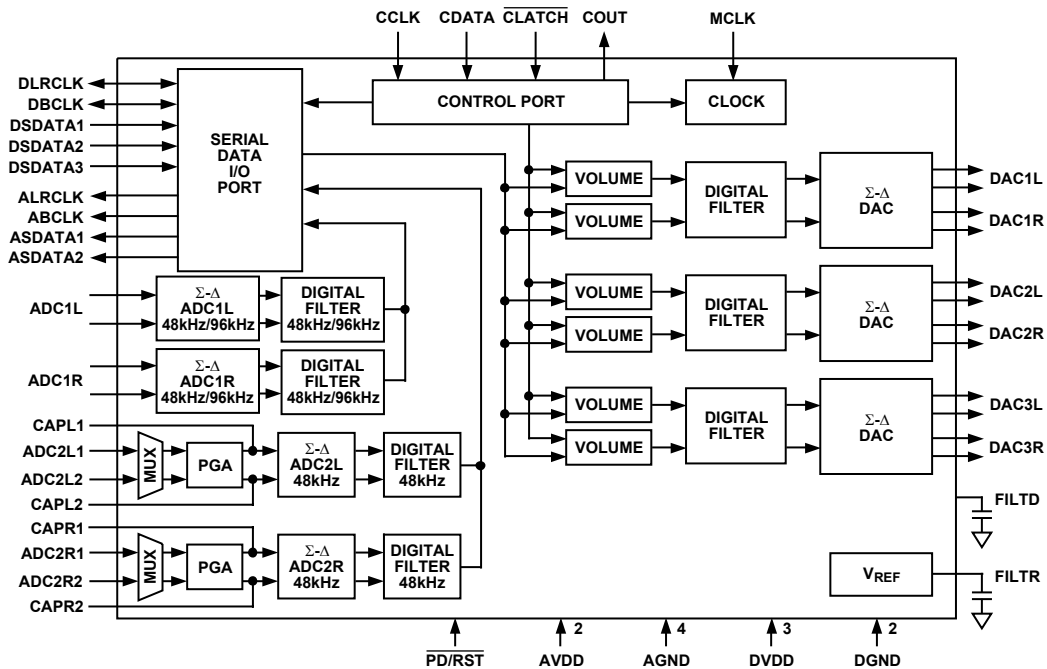 CCLK CDATA CLATCH COUT MCLK
DLRCLK
DBCLK
DSDATA1
DSDATA2
DSDATA3
ALRCLK
ABCLK
ASDATA1
ASDATA2
SERIAL
DATA
I/O
PORT
CONTROL PORT
CLOCK
VOLUME
VOLUME
DIGITAL
FILTER
Σ-Δ
DAC
DAC1L
DAC1R
VOLUME
VOLUME
DIGITAL
FILTER
Σ-Δ
DAC
DAC2L
DAC2R
VOLUME
VOLUME
DIGITAL
FILTER
Σ-Δ
DAC
DAC3L
DAC3R
ADC1L
Σ-Δ
ADC1L
48kHz/96kHz
DIGITAL
FILTER
48kHz/96kHz
ADC1R
Σ-Δ
ADC1R
48kHz/96kHz
DIGITAL
FILTER
48kHz/96kHz
CAPL1
ADC2L1
ADC2L2
CAPL2
MUX
PGA
Σ-Δ
ADC2L
48kHz
DIGITAL
FILTER
48kHz
CAPR1
ADC2R1
ADC2R2
CAPR2
MUX
PGA
Σ-Δ
ADC2R
48kHz
DIGITAL
FILTER
48kHz
FILTD
VREF
FILTR
2 4 3 2
PD/RST AVDD AGND DVDD DGND